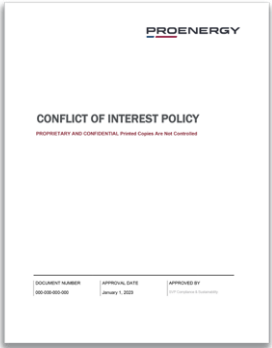 PROENERGY
CONFLICT OF INTEREST POLICY
PROPRIETARY AND CONFIDENTIAL Printed Copies Are Not Controlled
DOCUMENT NUMBER APPROVAL DATE APPROVED BY
000-000-000-000 January 1, 2023